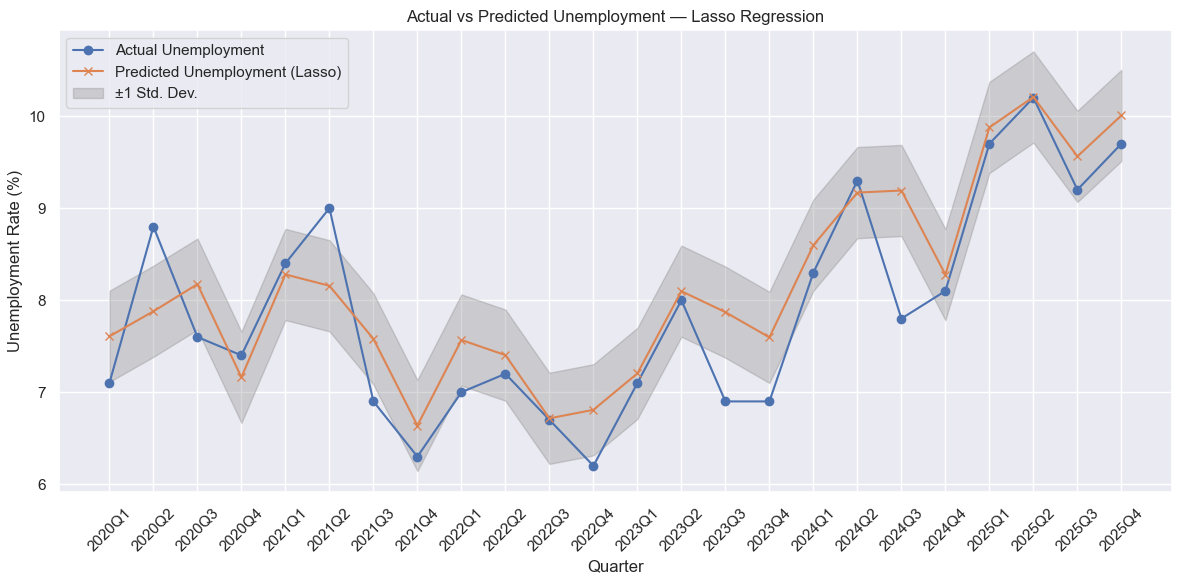 Actual vs Predicted Unemployment — Lasso Regression
Actual Unemployment
Predicted Unemployment (Lasso)
±1 Std. Dev.
Unemployment Rate (%)
10
9
8
7
6
2020Q1
2020Q2
2020Q3
2020Q4
2021Q1
2021Q2
2021Q3
2021Q4
2022Q1
2022Q2
2022Q3
2022Q4
2023Q1
2023Q2
2023Q3
2023Q4
2024Q1
2024Q2
2024Q3
2024Q4
2025Q1
2025Q2
2025Q3
2025Q4
Quarter